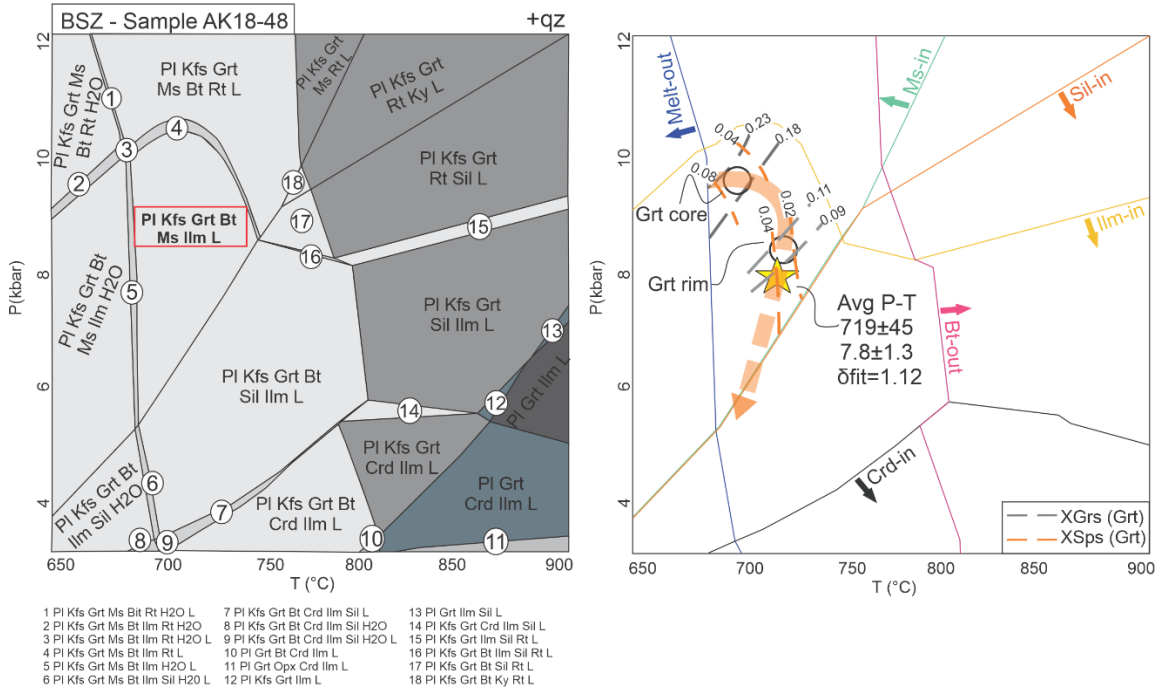 BSZ - Sample AK18-48
+qz
P(kbar)
12
10
8
6
4
650
700
750
800
850
900
T (°C)
Pl Kfs Grt Ms
Bt Rt H2O
Pl Kfs Grt
Ms Bt Rt L
Pl Kfs Grt
Ms Rt L
Pl Kfs Grt
Rt Ky L
Pl Kfs Grt
Rt Sil L
Pl Kfs Grt Bt
Ms Ilm L
Pl Kfs Grt Bt
Ms Ilm H2O
Pl Kfs Grt
Sil Ilm L
Pl Kfs Grt Bt
Sil Ilm L
Pl Grt Ilm L
Pl Kfs Grt
Crd Ilm L
Pl Grt
Crd Ilm L
Pl Kfs Grt Bt
Ilm Sil H2O
Pl Kfs Grt Bt
Crd Ilm L
1
2
3
4
5
6
7
8
9
10
11
12
13
14
15
16
17
18
1 Pl Kfs Grt Ms Bit Rt H2O L
2 Pl Kfs Grt Ms Bt Ilm Rt H2O
3 Pl Kfs Grt Ms Bt Ilm Rt H2O L
4 Pl Kfs Grt Ms Bt Ilm Rt L
5 Pl Kfs Grt Ms Bt Ilm H2O L
6 Pl Kfs Grt Ms Bt Ilm Sil H20 L
7 Pl Kfs Grt Bt Crd Ilm Sil L
8 Pl Kfs Grt Bt Crd Ilm Sil H2O
9 Pl Kfs Grt Bt Crd Ilm Sil H2O L
10 Pl Grt Bt Crd Ilm L
11 Pl Grt Opx Crd Ilm L
12 Pl Kfs Grt Ilm L
13 Pl Grt Ilm Sil L
14 Pl Kfs Grt Crd Ilm Sil L
15 Pl Kfs Grt Ilm Sil Rt L
16 Pl Kfs Grt Bt Ilm Sil Rt L
17 Pl Kfs Grt Bt Sil Rt L
18 Pl Kfs Grt Bt Ky Rt L
P(kbar)
12
10
8
6
4
650
700
750
800
850
900
T (°C)
Melt-out
Ms-in
Sil-in
Ilm-in
Bt-out
Crd-in
0.04
0.23
0.18
0.08
0.11
0.09
0.04
0.02
Grt core
Grt rim
Avg P-T
719±45
7.8±1.3
δfit=1.12
XGrs (Grt)
XSps (Grt)